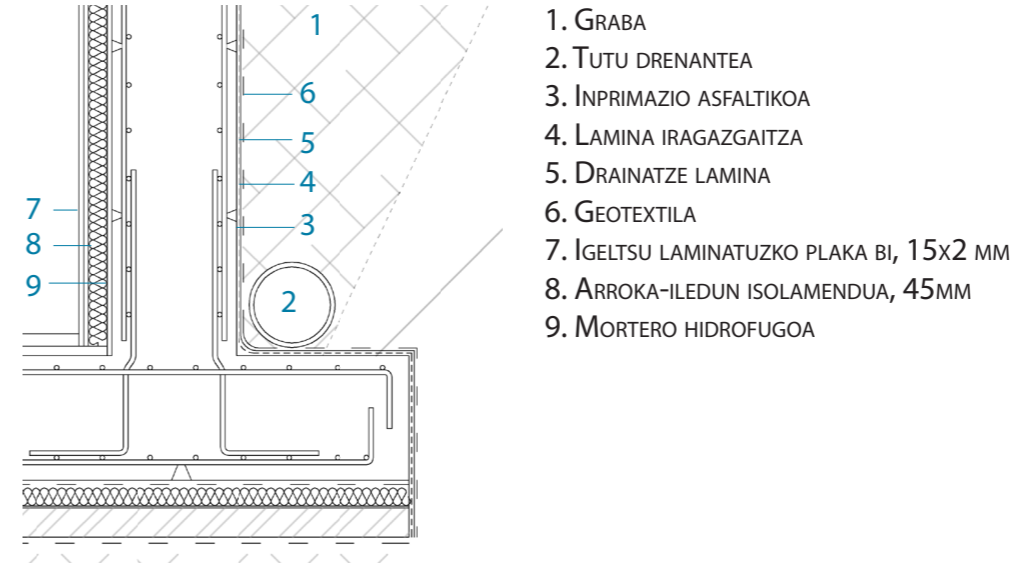 1
6
5
4
3
7
8
9
2
1. Graba
2. Tutu drenantea
3. Inprimazio asfaltikoa
4. Lamina iragazgaitza
5. Drainatze lamina
6. Geotextila
7. Igeltsu laminatuzko plaka bi, 15x2 mm
8. Arroka-iledun isolamendua, 45mm
9. Mortero hidrofugoa